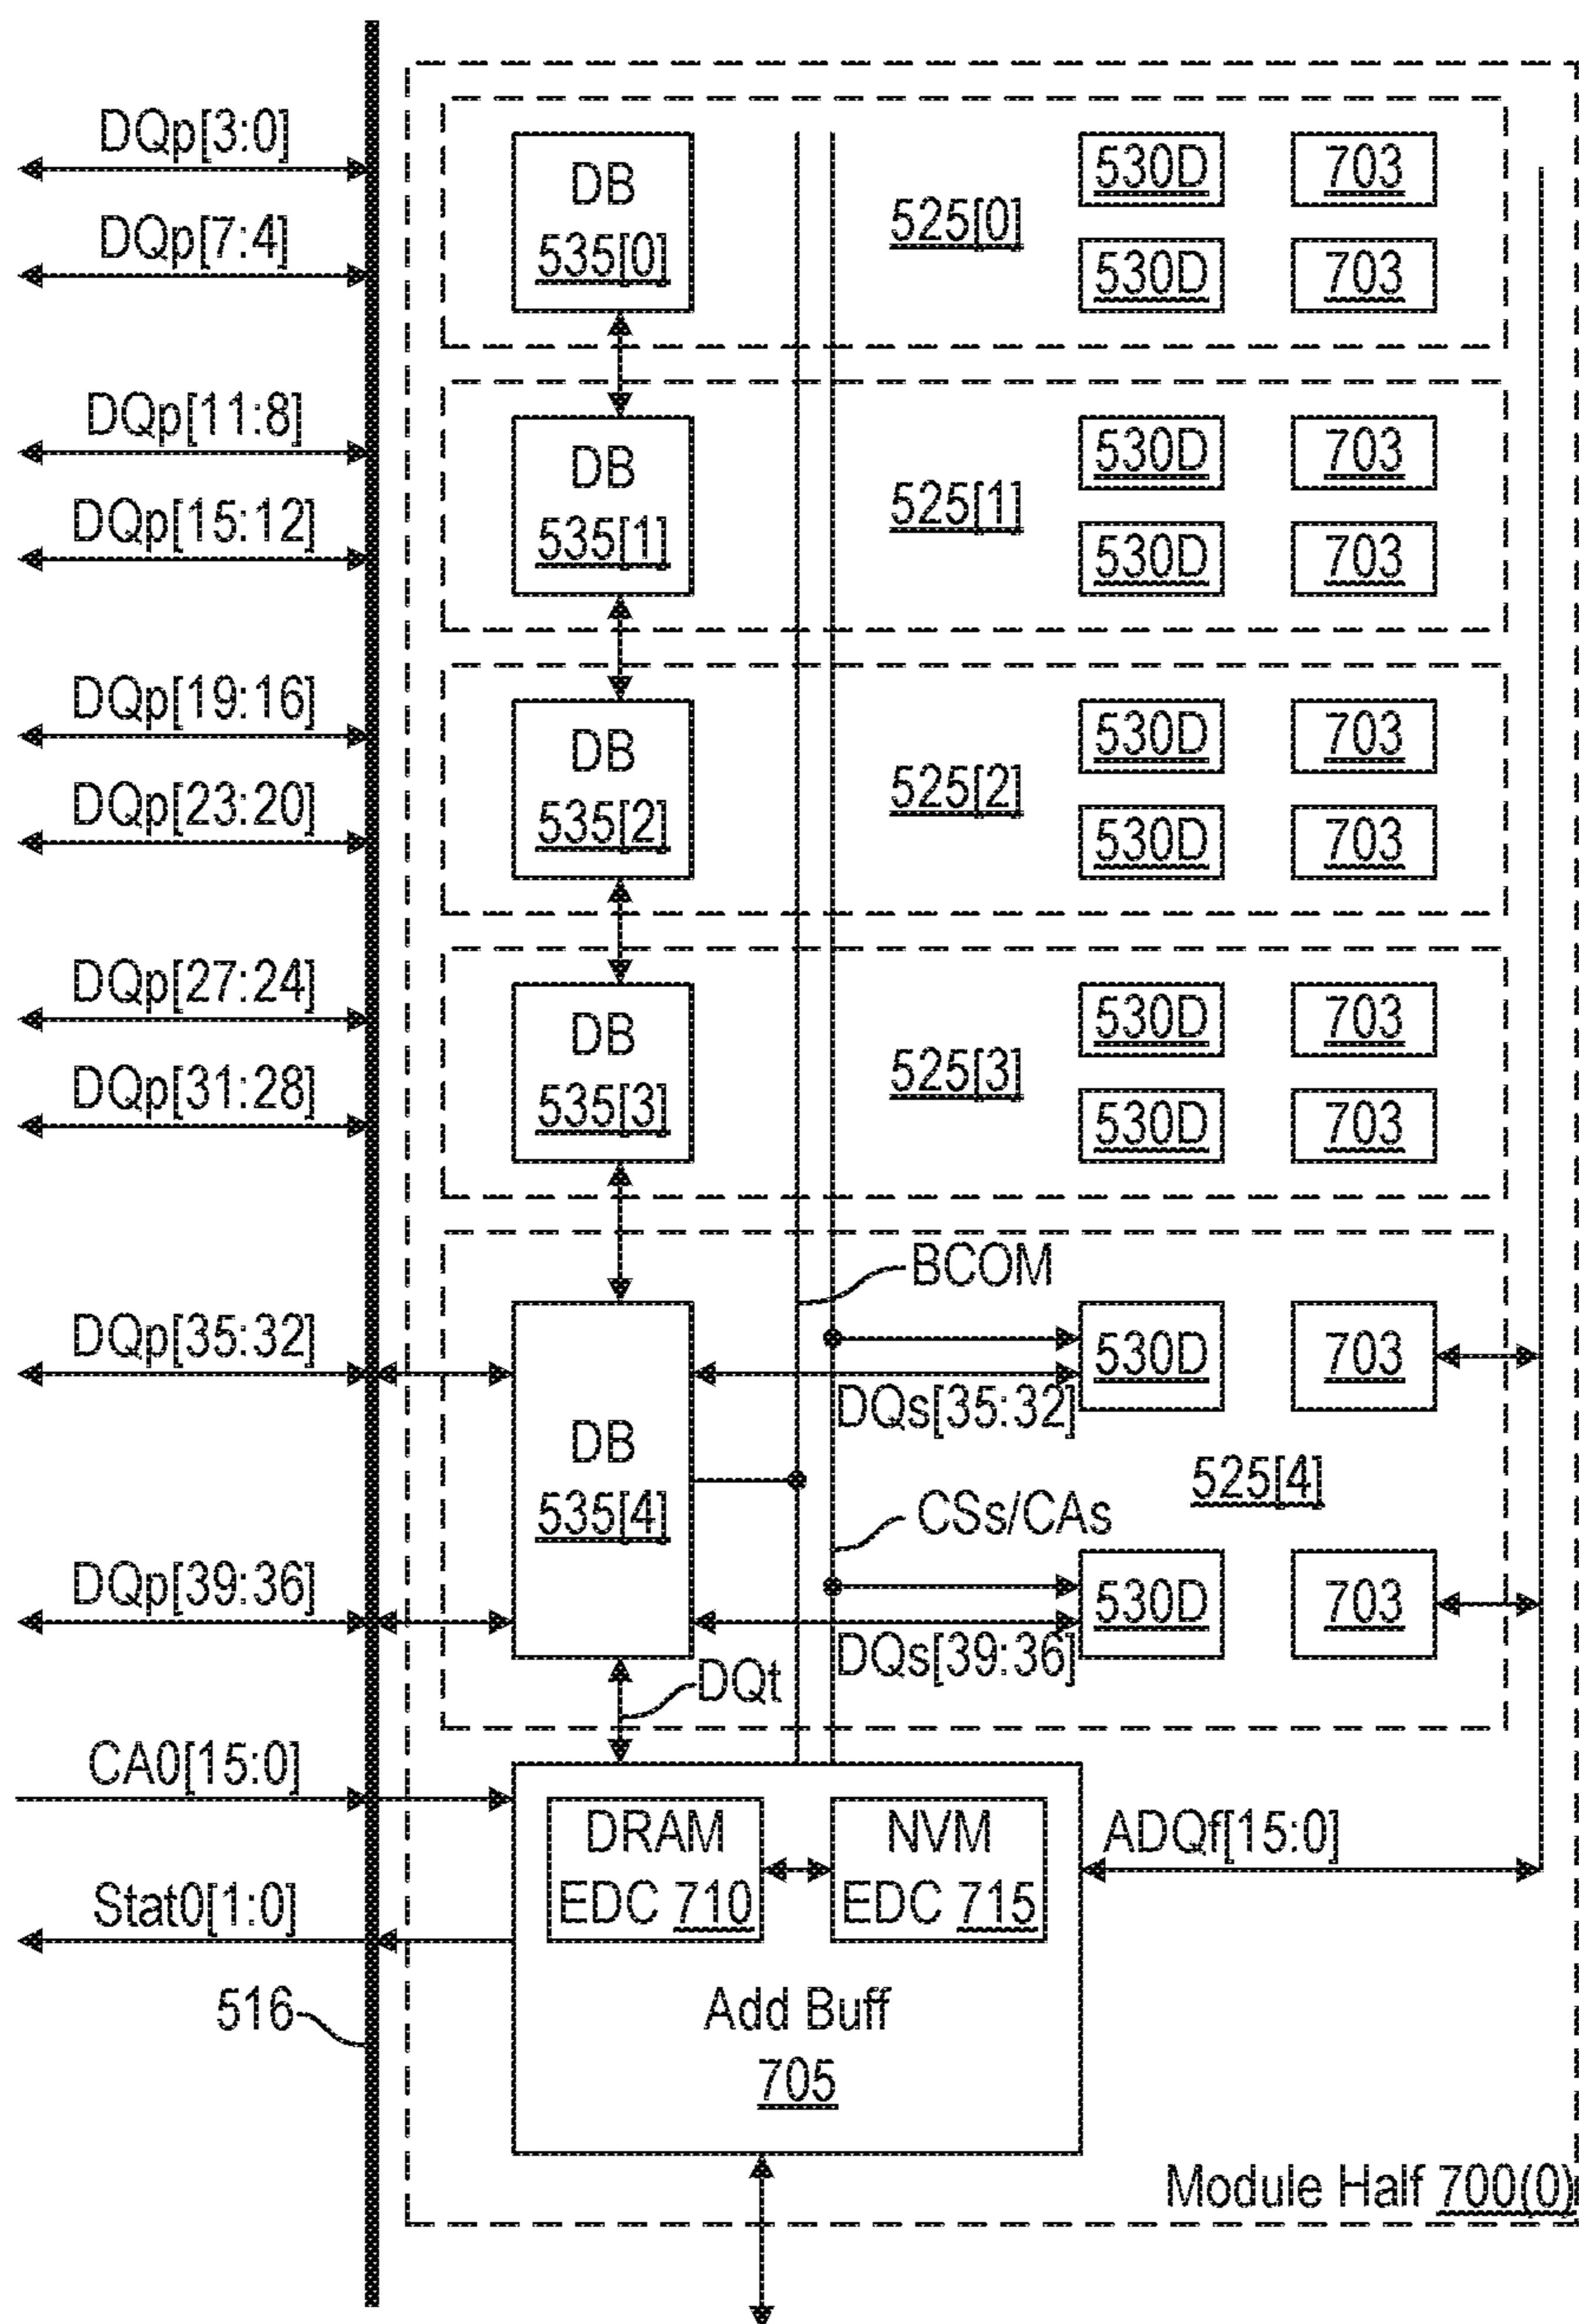 DQp[3:0]
DQp[7:4]
DB
535[0]
525[0]
530D
703
530D
703
DQp[11:8]
DQp[15:12]
DB
535[1]
525[1]
530D
703
530D
703
DQp[19:16]
DQp[23:20]
DB
535[2]
525[2]
530D
703
530D
703
DQp[27:24]
DQp[31:28]
DB
535[3]
525[3]
530D
703
530D
703
BCOM
DQp[35:32]
530D
703
DQs[35:32]
DB
535[4]
525[4]
CSs/CAs
DQp[39:36]
530D
703
DQs[39:36]
DQt
CA0[15:0]
DRAM
EDC 710
NVM
EDC 715
ADQf[15:0]
Stat0[1:0]
516
Add Buff
705
Module Half 700(0)